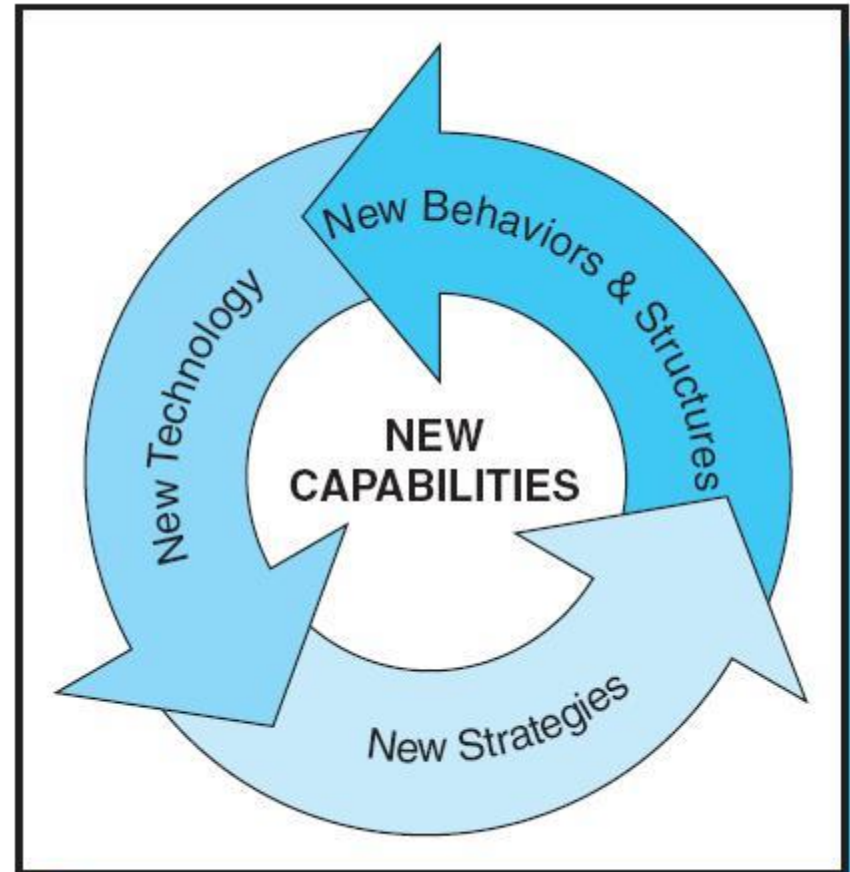 New Behaviors & Structures
New Technology
NEW
CAPABILITIES
New Strategies